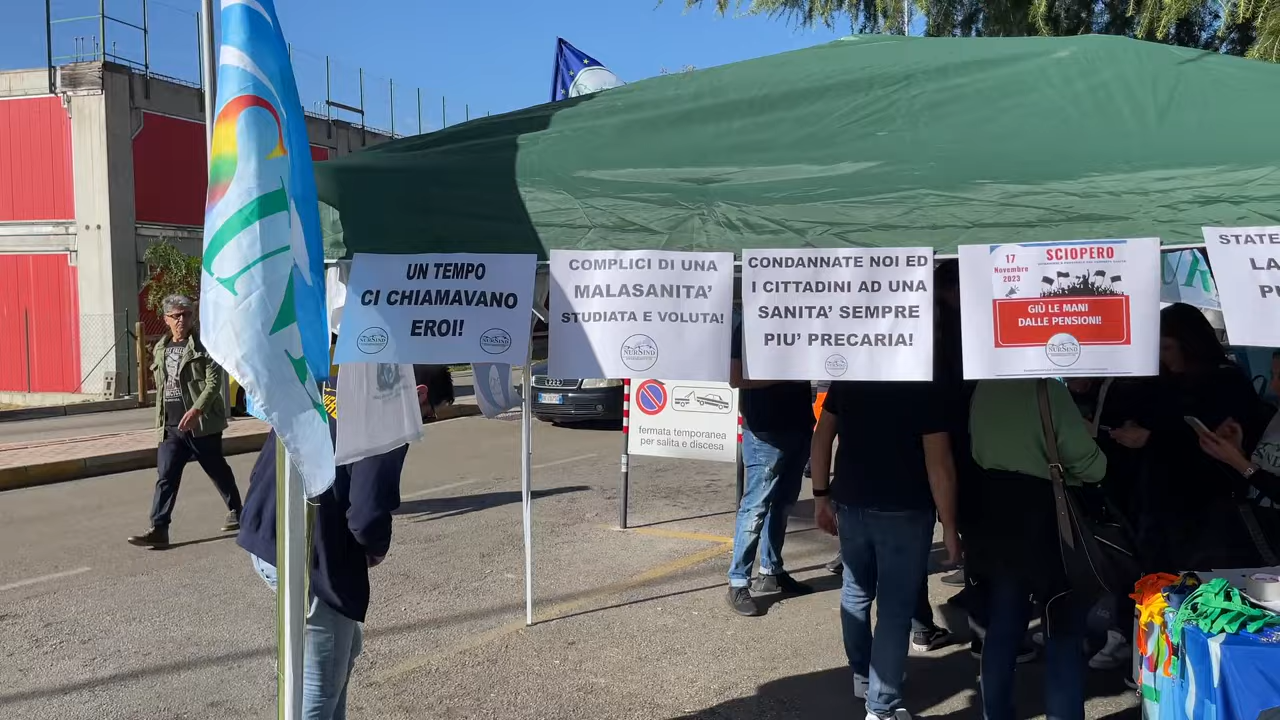 UN TEMPO
CI CHIAMAVANO
EROI!
NURSIND
NURSIND
COMPLICI DI UNA
MALASANITA'
STUDIATA E VOLUTA!
NURSIND
CONDANNATE NOI ED
I CITTADINI AD UNA
SANITA' SEMPRE
PIU' PRECARIA!
NURSIND
17
Novembre
2023
SCIOPERO
GIÙ LE MANI
DALLE PENSIONI!
NURSIND
STATE
LA
fermata temporanea
per salita e discesa